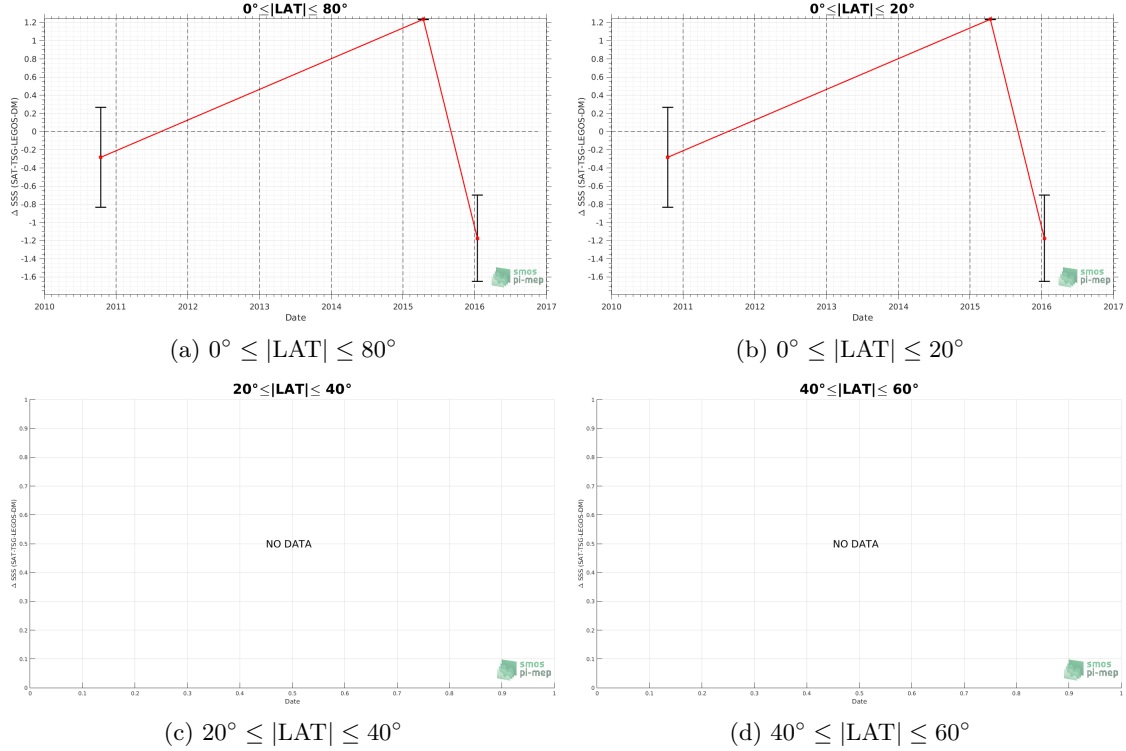 0°≤|LAT|≤ 80°
Δ SSS (SAT-TSG-LEGOS-DM)
1.2
1
0.8
0.6
0.4
0.2
0
-0.2
-0.4
-0.6
-0.8
-1
-1.2
-1.4
-1.6
2010 2011 2012 2013 2014 2015 2016 2017
Date
smos
pi-mep
(a) 0° ≤ |LAT| ≤ 80°
0°≤|LAT|≤ 20°
Δ SSS (SAT-TSG-LEGOS-DM)
1.2
1
0.8
0.6
0.4
0.2
0
-0.2
-0.4
-0.6
-0.8
-1
-1.2
-1.4
-1.6
2010 2011 2012 2013 2014 2015 2016 2017
Date
smos
pi-mep
(b) 0° ≤ |LAT| ≤ 20°
20°≤|LAT|≤ 40°
Δ SSS (SAT-TSG-LEGOS-DM)
1
0.9
0.8
0.7
0.6
0.5
0.4
0.3
0.2
0.1
0
NO DATA
0 0.1 0.2 0.3 0.4 0.5 0.6 0.7 0.8 0.9 1
Date
smos
pi-mep
(c) 20° ≤ |LAT| ≤ 40°
40°≤|LAT|≤ 60°
Δ SSS (SAT-TSG-LEGOS-DM)
1
0.9
0.8
0.7
0.6
0.5
0.4
0.3
0.2
0.1
0
NO DATA
0 0.1 0.2 0.3 0.4 0.5 0.6 0.7 0.8 0.9 1
Date
smos
pi-mep
(d) 40° ≤ |LAT| ≤ 60°